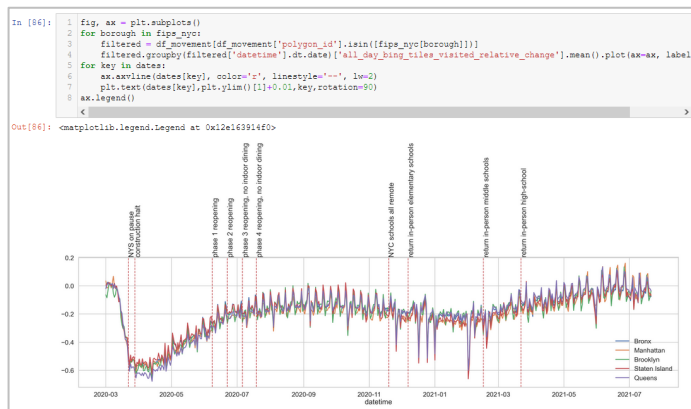 In [86]:
1 fig, ax = plt.subplots()
2 for borough in fips_nyc:
3 filtered = df_movement[df_movement['polygon_id'].isin([fips_nyc[borough]])]
4 filtered.groupby(filtered['datetime'].dt.date)['all_day_bing_tiles_visited_relative_change'].mean().plot(ax=ax, label
5 for key in dates:
6 ax.axvline(dates[key], color='r', linestyle='--', lw=2)
7 plt.text(dates[key],plt.ylim()[1]+0.01,key,rotation=90)
8 ax.legend()
Out[86]: <matplotlib.legend.Legend at 0x12e163914f0>
NYS on pause
construction halt
phase 1 reopening
phase 2 reopening
phase 3 reopening, no indoor dining
phase 4 reopening, no indoor dining
NYC schools all remote
return in-person elementary schools
return in-person middle schools
return in-person high-school
0.2
0.0
−0.2
−0.4
−0.6
Bronx
Manhattan
Brooklyn
Staten Island
Queens
2020-03 2020-05 2020-07 2020-09 2020-11 2021-01 2021-03 2021-05 2021-07
datetime